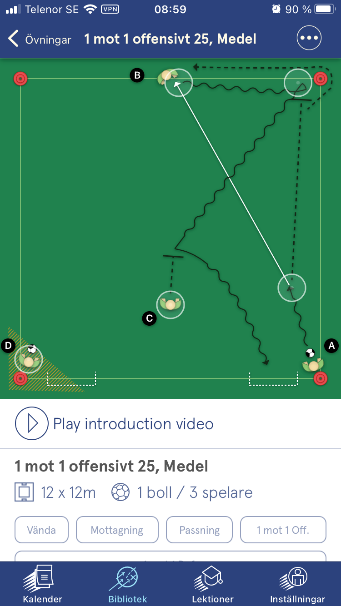 Telenor SE VPN 08:59 90 %
Övningar 1 mot 1 offensivt 25, Medel
B
C
D
A
Play introduction video
1 mot 1 offensivt 25, Medel
12 x 12m 1 boll / 3 spelare
Vända Mottagning Passning 1 mot 1 Off.
Kalender Bibliotek Lektioner Inställningar